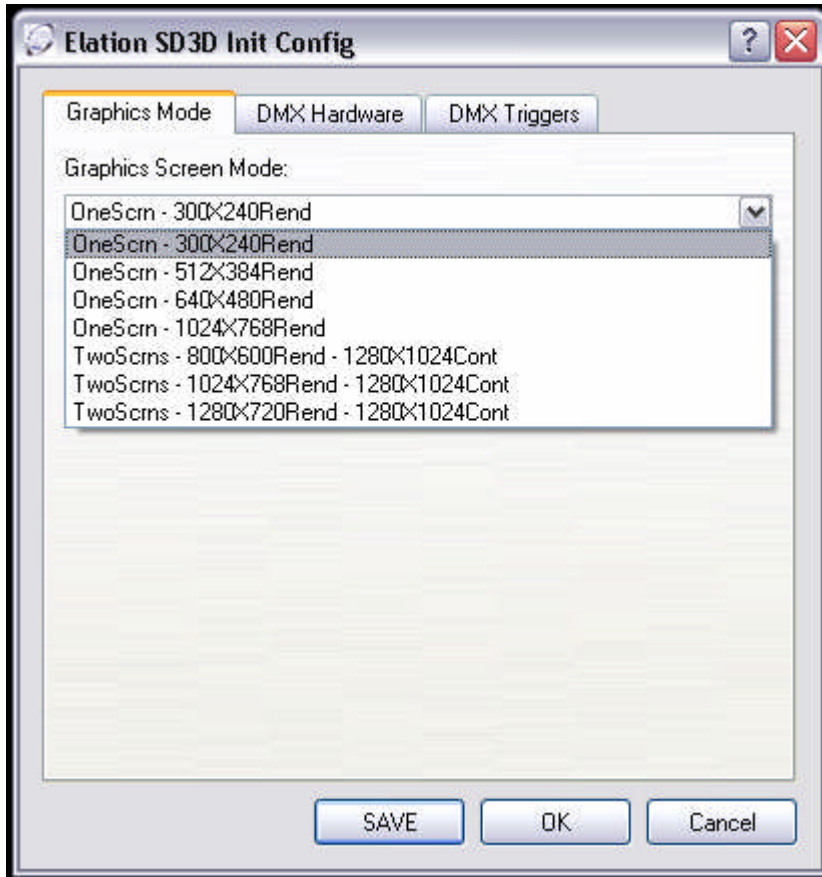 Elation SD3D Init Config
?
Graphics Mode
DMX Hardware
DMX Triggers
Graphics Screen Mode:
OneScrn - 300X240Rend
OneScrn - 300X240Rend
OneScrn - 512X384Rend
OneScrn - 640X480Rend
OneScrn - 1024X768Rend
TwoScrns - 800X600Rend - 1280X1024Cont
TwoScrns - 1024X768Rend - 1280X1024Cont
TwoScrns - 1280X720Rend - 1280X1024Cont
SAVE
OK
Cancel